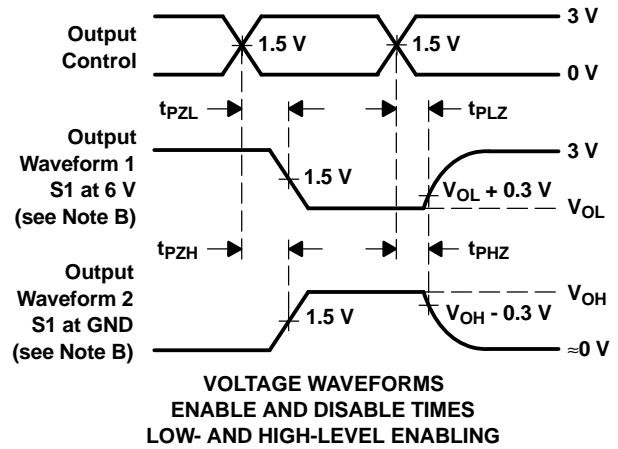 Output
Control
1.5 V
1.5 V
3 V
0 V
tPZL
tPLZ
Output
Waveform 1
S1 at 6 V
(see Note B)
1.5 V
3 V
VOL + 0.3 V
VOL
tPZH
tPHZ
Output
Waveform 2
S1 at GND
(see Note B)
1.5 V
VOH
VOH - 0.3 V
≈0 V
VOLTAGE WAVEFORMS
ENABLE AND DISABLE TIMES
LOW- AND HIGH-LEVEL ENABLING